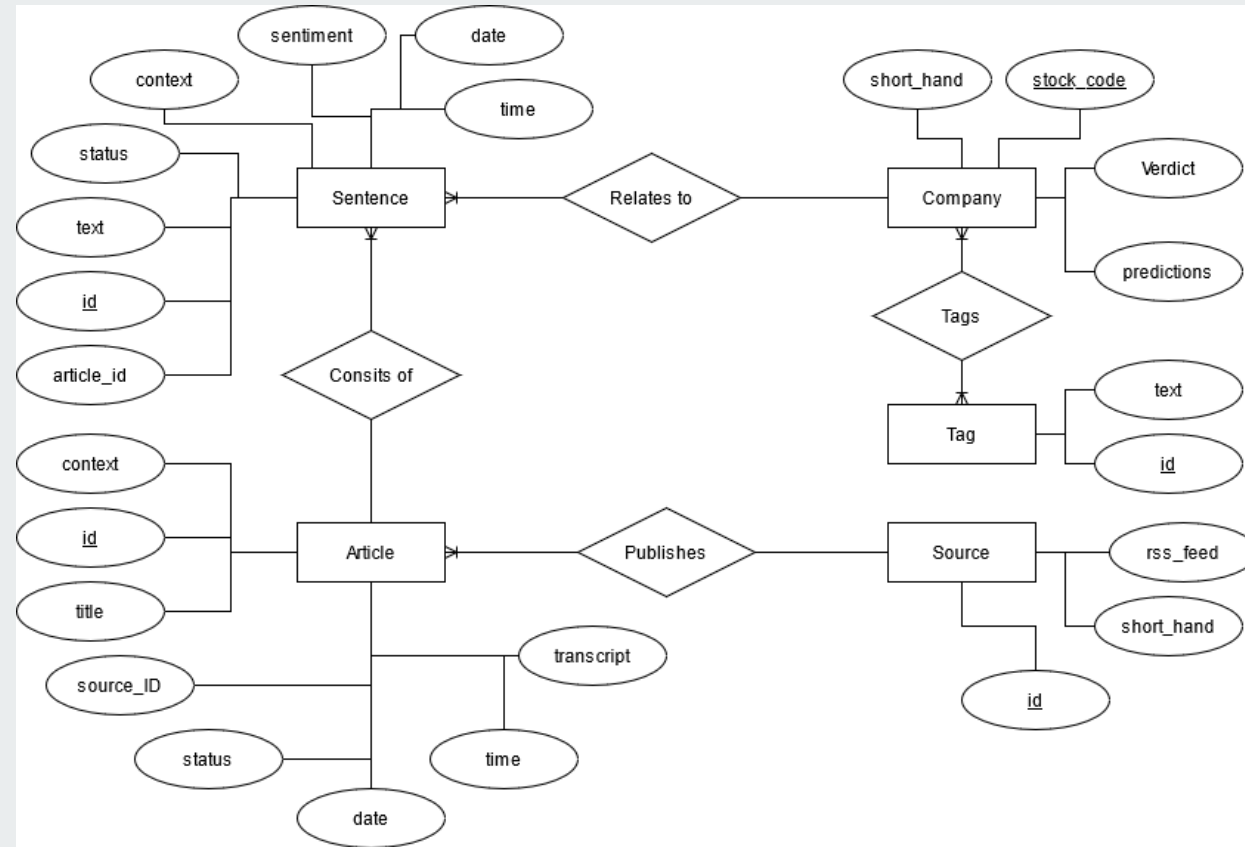 sentiment
date
context
time
short_hand
stock_code
status
Verdict
Sentence
Relates to
Company
text
id
predictions
Tags
article_id
Consits of
text
Tag
context
id
id
Article
Publishes
Source
rss_feed
title
short_hand
transcript
source_ID
id
status
time
date